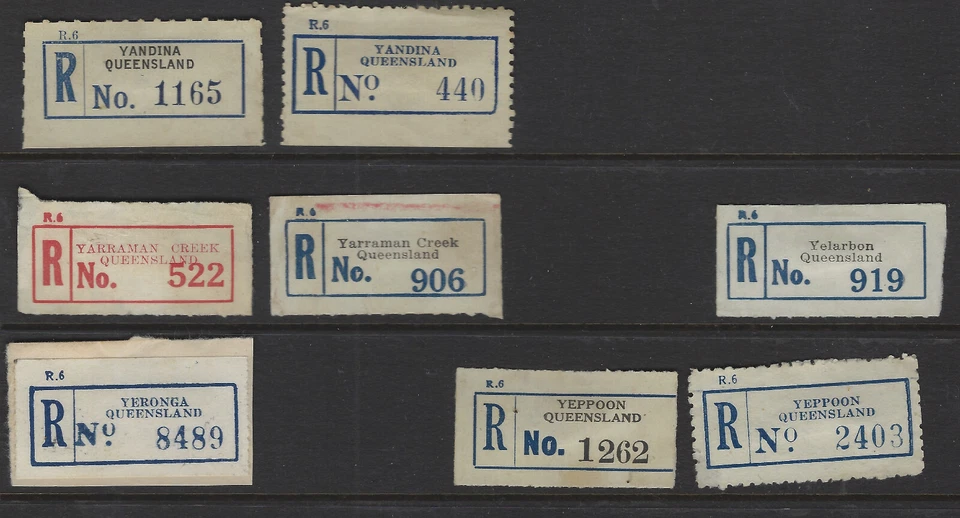 R.6
R
YANDINA
QUEENSLAND
No. 1165
R.6
R
YANDINA
QUEENSLAND
Nº 440
R.6
R
YARRAMAN CREEK
QUEENSLAND
No. 522
R.6
R
Yarraman Creek
Queensland
No. 906
R.6
R
Yelarbon
Queensland
No. 919
R.6
R
YERONGA
QUEENSLAND
Nº 8489
R.6
R
YEPPOON
QUEENSLAND
No. 1262
R.6
R
YEPPOON
QUEENSLAND
Nº 2403